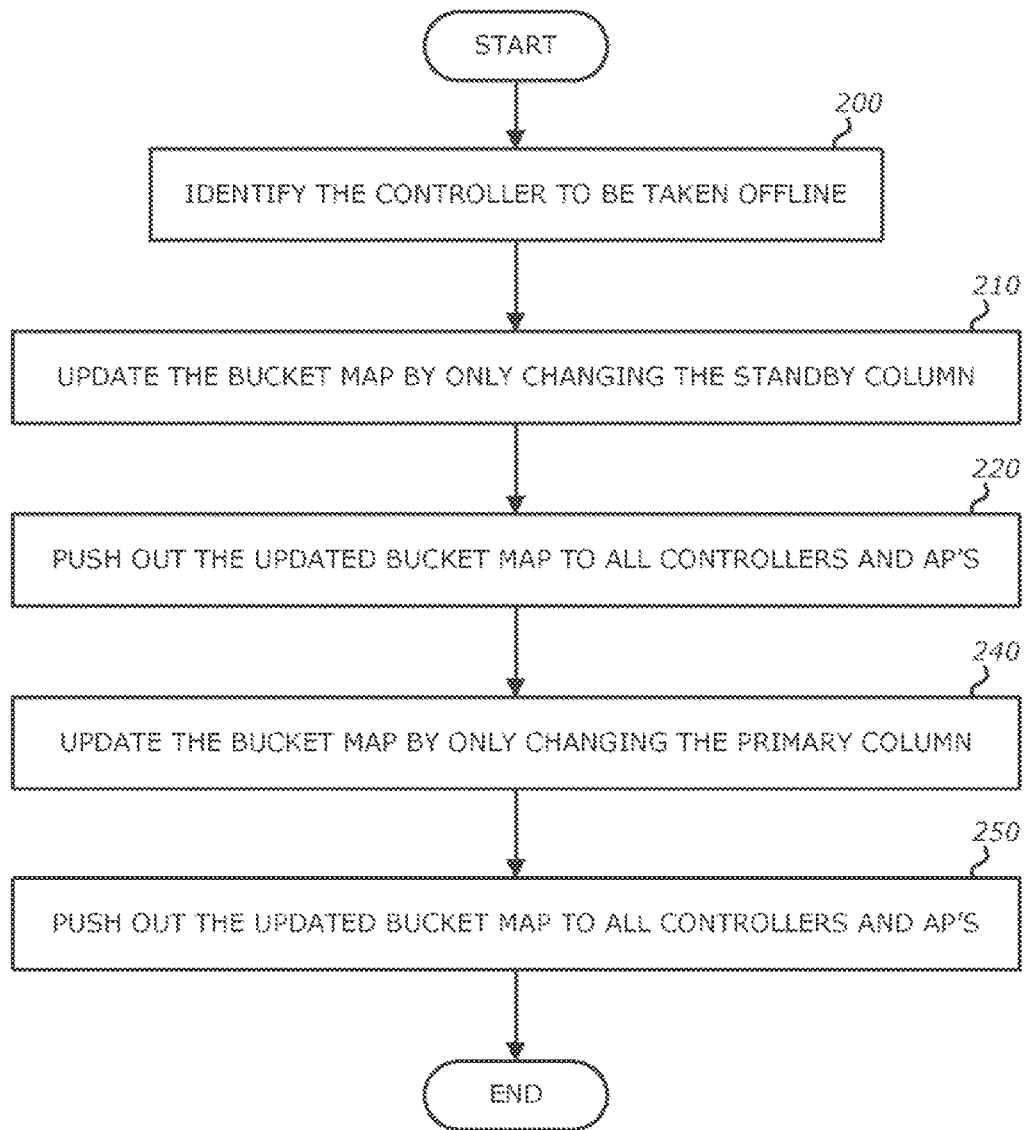 START
200
IDENTIFY THE CONTROLLER TO BE TAKEN OFFLINE
210
UPDATE THE BUCKET MAP BY ONLY CHANGING THE STANDBY COLUMN
220
PUSH OUT THE UPDATED BUCKET MAP TO ALL CONTROLLERS AND AP'S
240
UPDATE THE BUCKET MAP BY ONLY CHANGING THE PRIMARY COLUMN
250
PUSH OUT THE UPDATED BUCKET MAP TO ALL CONTROLLERS AND AP'S
END